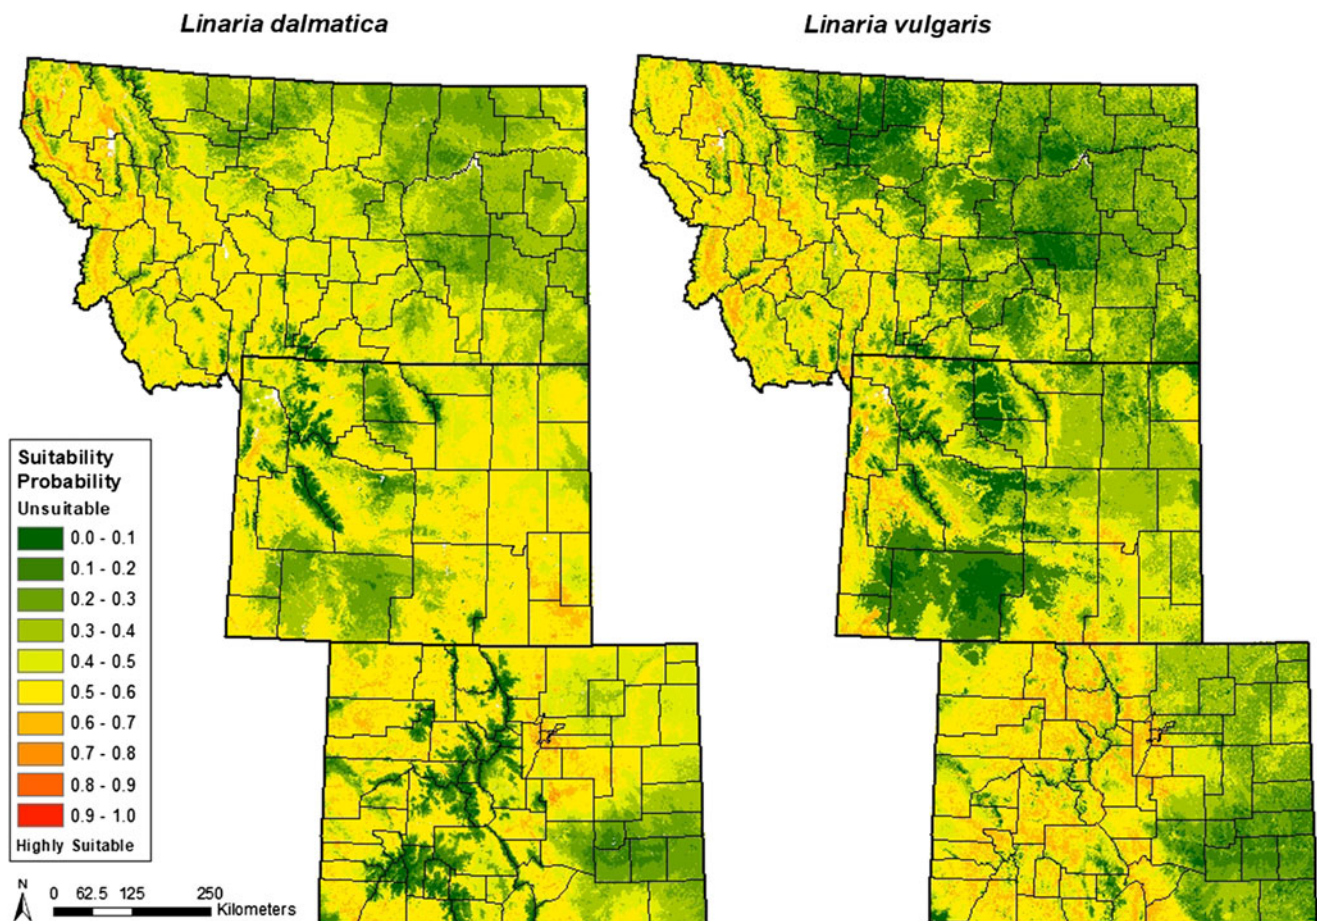 Linaria dalmatica
Linaria vulgaris
Suitability
Probability
Unsuitable
0.0 - 0.1
0.1 - 0.2
0.2 - 0.3
0.3 - 0.4
0.4 - 0.5
0.5 - 0.6
0.6 - 0.7
0.7 - 0.8
0.8 - 0.9
0.9 - 1.0
Highly Suitable
N
0 62.5 125 250
Kilometers